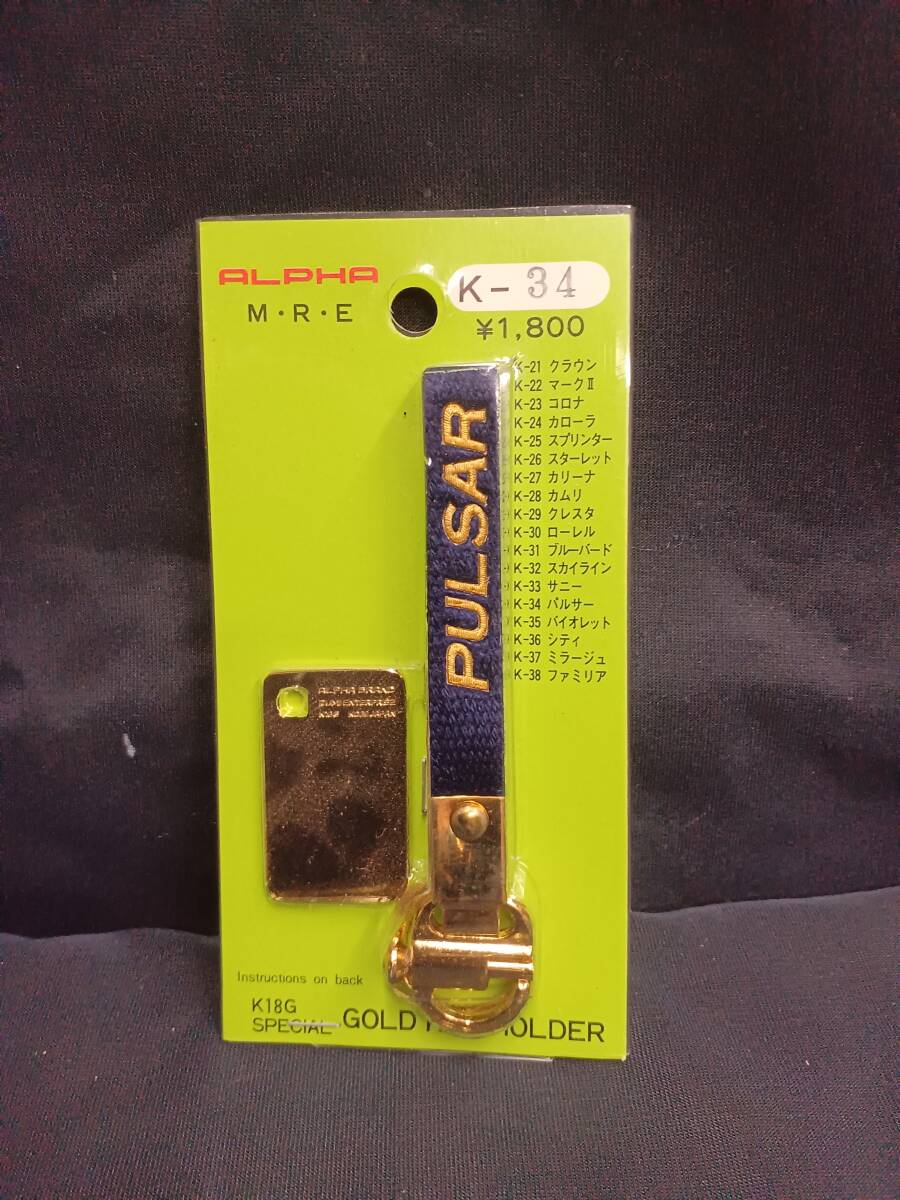 ALPHA
M・R・E
K-34
¥1,800
K-21 クラウン
K-22 マークⅡ
K-23 コロナ
K-24 カローラ
K-25 スプリンター
K-26 スターレット
K-27 カリーナ
K-28 カムリ
K-29 クレスタ
K-30 ローレル
K-31 ブルーバード
K-32 スカイライン
K-33 サニー
K-34 パルサー
K-35 バイオレット
K-36 シティ
K-37 ミラージュ
K-38 ファミリア
PULSAR
ALPHA BRAND
Instructions on back
K18G
SPECIAL GOLD HOLDER